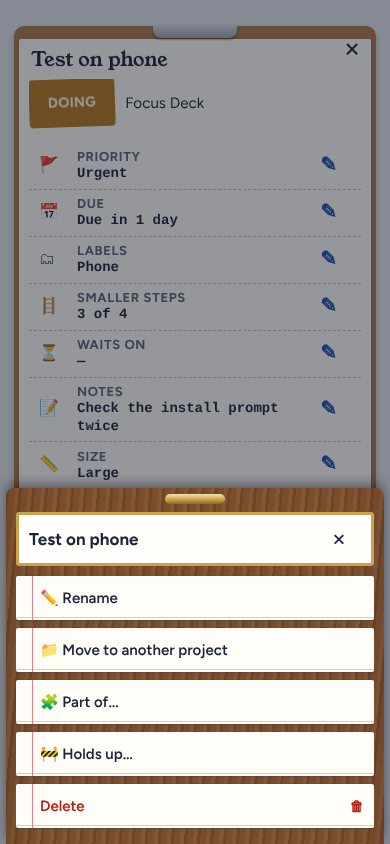 Test on phone
DOING
Focus Deck
PRIORITY
Urgent
DUE
Due in 1 day
LABELS
Phone
SMALLER STEPS
3 of 4
WAITS ON
—
NOTES
Check the install prompt
twice
SIZE
Large
Test on phone
Rename
Move to another project
Part of…
Holds up…
Delete